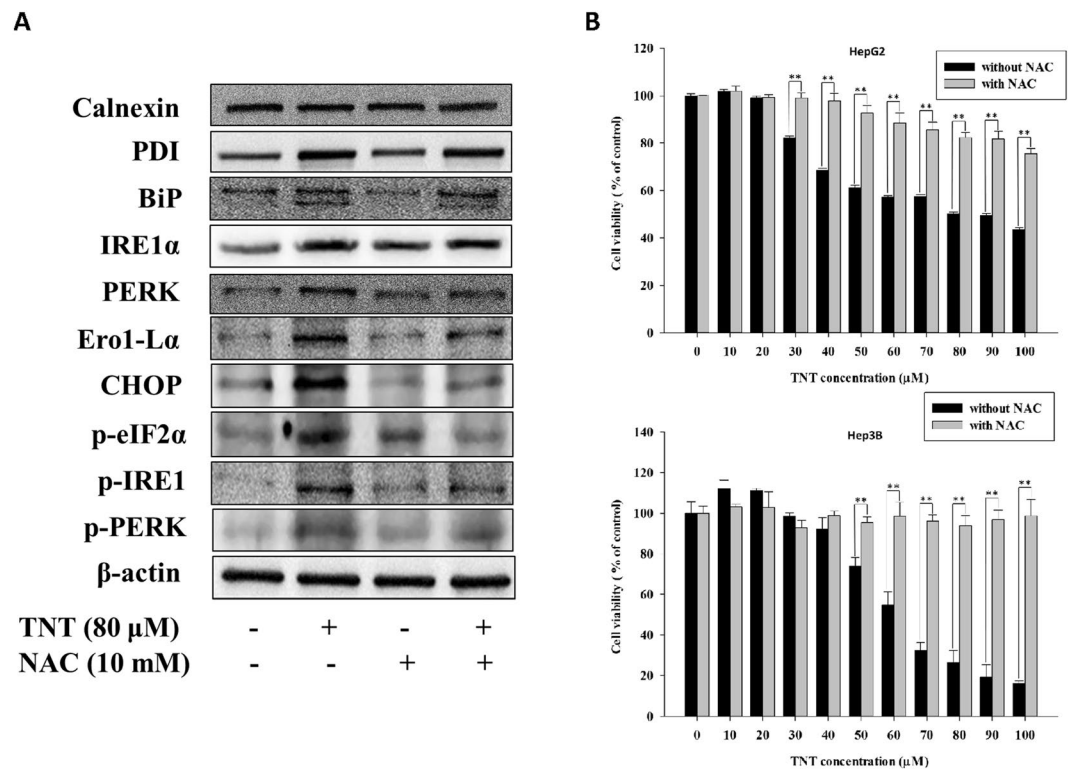 A
Calnexin
PDI
BiP
IRE1α
PERK
Ero1-Lα
CHOP
p-eIF2α
p-IRE1
p-PERK
β-actin
TNT (80 μM) - + - +
NAC (10 mM) - - + +
B
HepG2
without NAC
with NAC
120
100
80
60
40
20
0
Cell viability ( % of control)
** ** ** ** ** ** ** **
0 10 20 30 40 50 60 70 80 90 100
TNT concentration (μM)
Hep3B
without NAC
with NAC
140
120
100
80
60
40
20
0
Cell viability ( % of control)
** ** ** ** ** **
0 10 20 30 40 50 60 70 80 90 100
TNT concentration (μM)